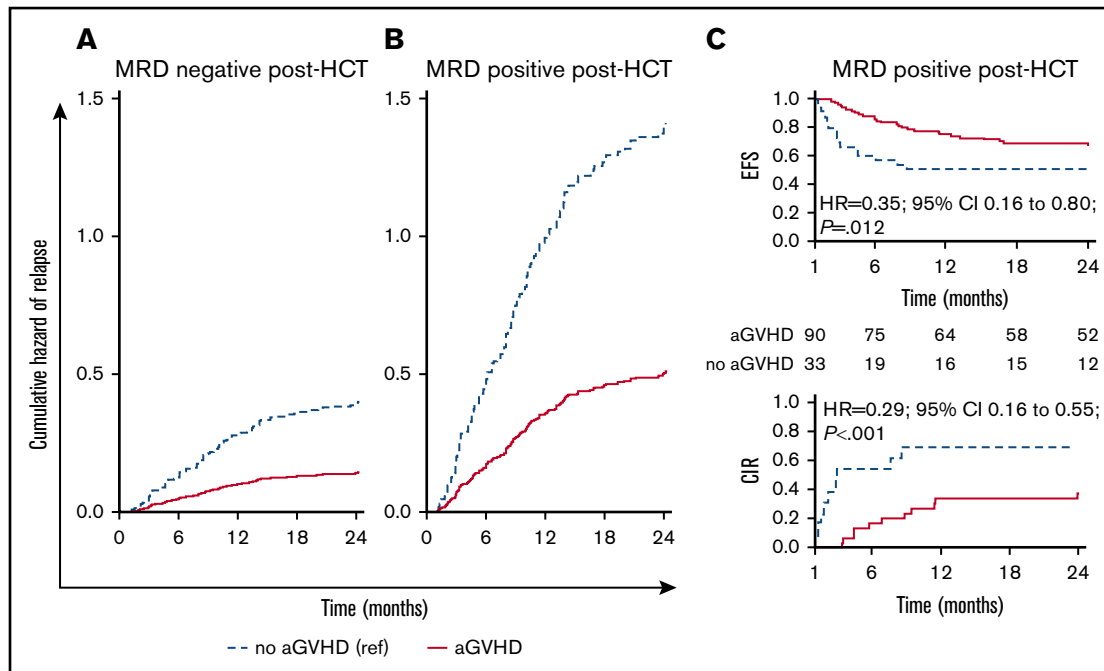 A
MRD negative post-HCT
1.5
1.0
0.5
0.0
0 6 12 18 24
Cumulative hazard of relapse
B
MRD positive post-HCT
1.5
1.0
0.5
0.0
0 6 12 18 24
Time (months)
no aGVHD (ref) aGVHD
C
MRD positive post-HCT
1.0
0.8
0.6
0.4
0.2
0.0
EFS
HR=0.35; 95% CI 0.16 to 0.80;
P=.012
1 6 12 18 24
Time (months)
aGVHD 90 75 64 58 52
no aGVHD 33 19 16 15 12
1.0
0.8
0.6
0.4
0.2
0.0
CIR
HR=0.29; 95% CI 0.16 to 0.55;
P<.001
1 6 12 18 24
Time (months)